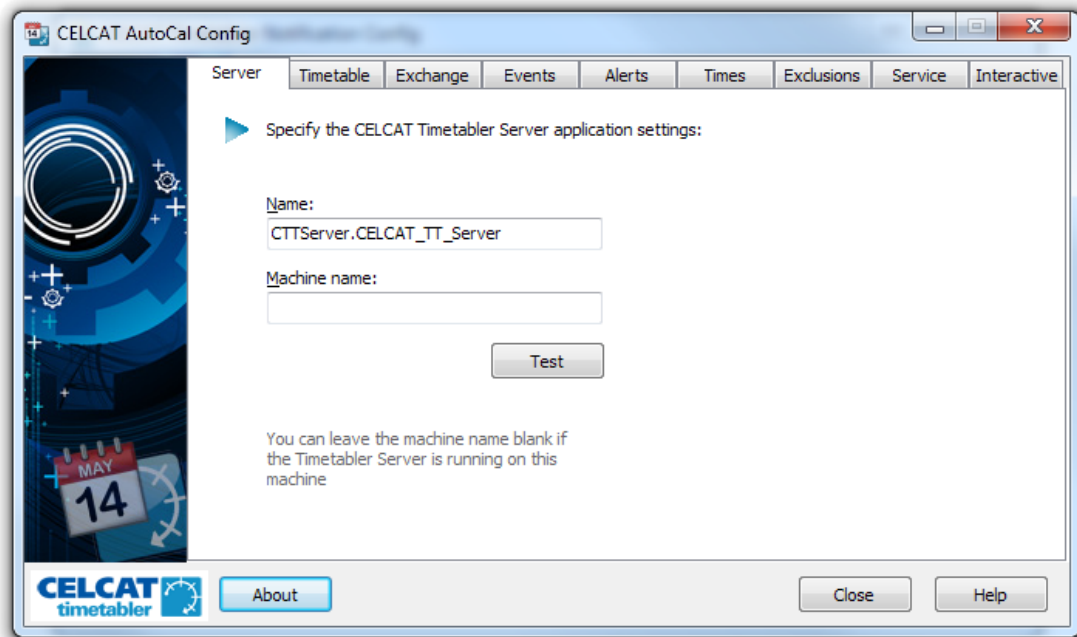 CELCAT AutoCal Config
Server Timetable Exchange Events Alerts Times Exclusions Service Interactive
Specify the CELCAT Timetabler Server application settings:
Name:
CTTServer.CELCAT_TT_Server
Machine name:
Test
You can leave the machine name blank if
the Timetabler Server is running on this
machine
MAY
14
CELCAT
timetabler
About
Close
Help